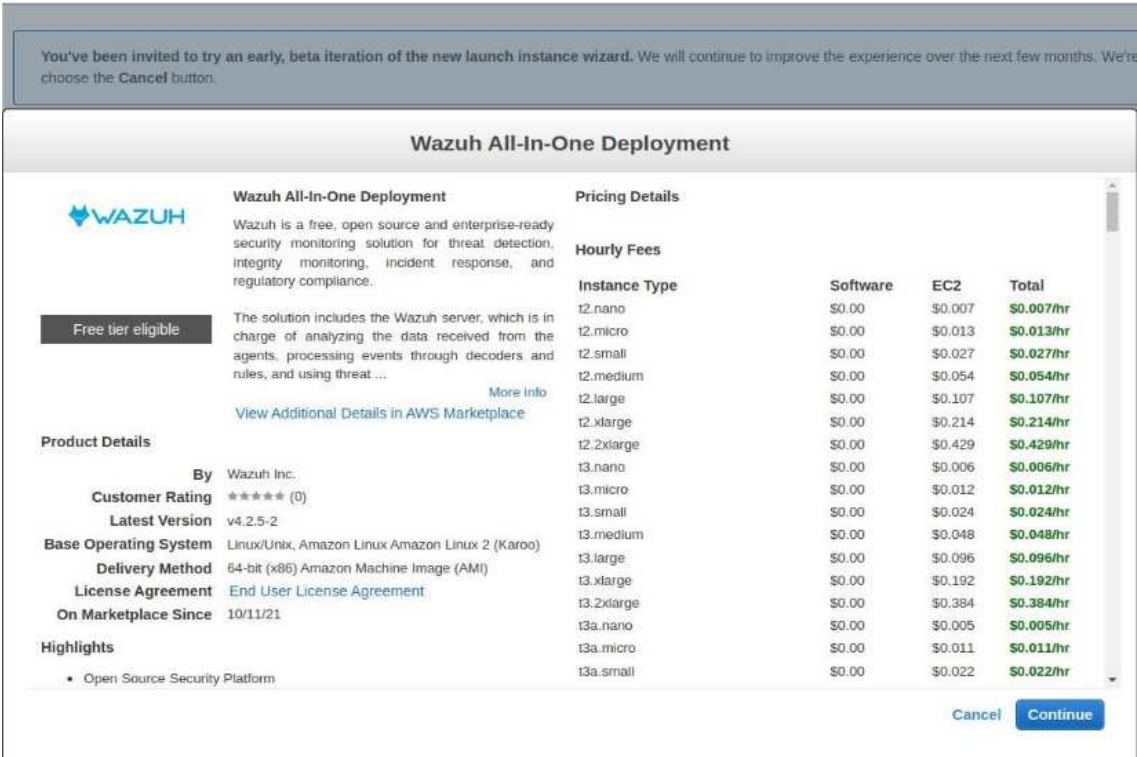 You've been invited to try an early, beta iteration of the new launch instance wizard. We will continue to improve the experience over the next few months. We're
choose the Cancel button.
Wazuh All-In-One Deployment
WAZUH
Free tier eligible
Wazuh All-In-One Deployment
Wazuh is a free, open source and enterprise-ready
security monitoring solution for threat detection,
integrity monitoring, incident response, and
regulatory compliance.
The solution includes the Wazuh server, which is in
charge of analyzing the data received from the
agents, processing events through decoders and
rules, and using threat ...
More info
View Additional Details in AWS Marketplace
Product Details
By Wazuh Inc.
Customer Rating ★★★★★ (0)
Latest Version v4.2.5-2
Base Operating System Linux/Unix, Amazon Linux Amazon Linux 2 (Karoo)
Delivery Method 64-bit (x86) Amazon Machine Image (AMI)
License Agreement End User License Agreement
On Marketplace Since 10/11/21
Highlights
• Open Source Security Platform
Pricing Details
Hourly Fees
Instance Type Software EC2 Total
t2.nano $0.00 $0.007 $0.007/hr
t2.micro $0.00 $0.013 $0.013/hr
t2.small $0.00 $0.027 $0.027/hr
t2.medium $0.00 $0.054 $0.054/hr
t2.large $0.00 $0.107 $0.107/hr
t2.xlarge $0.00 $0.214 $0.214/hr
t2.2xlarge $0.00 $0.429 $0.429/hr
t3.nano $0.00 $0.006 $0.006/hr
t3.micro $0.00 $0.012 $0.012/hr
t3.small $0.00 $0.024 $0.024/hr
t3.medium $0.00 $0.048 $0.048/hr
t3.large $0.00 $0.096 $0.096/hr
t3.xlarge $0.00 $0.192 $0.192/hr
t3.2xlarge $0.00 $0.384 $0.384/hr
t3a.nano $0.00 $0.005 $0.005/hr
t3a.micro $0.00 $0.011 $0.011/hr
t3a.small $0.00 $0.022 $0.022/hr
Cancel Continue